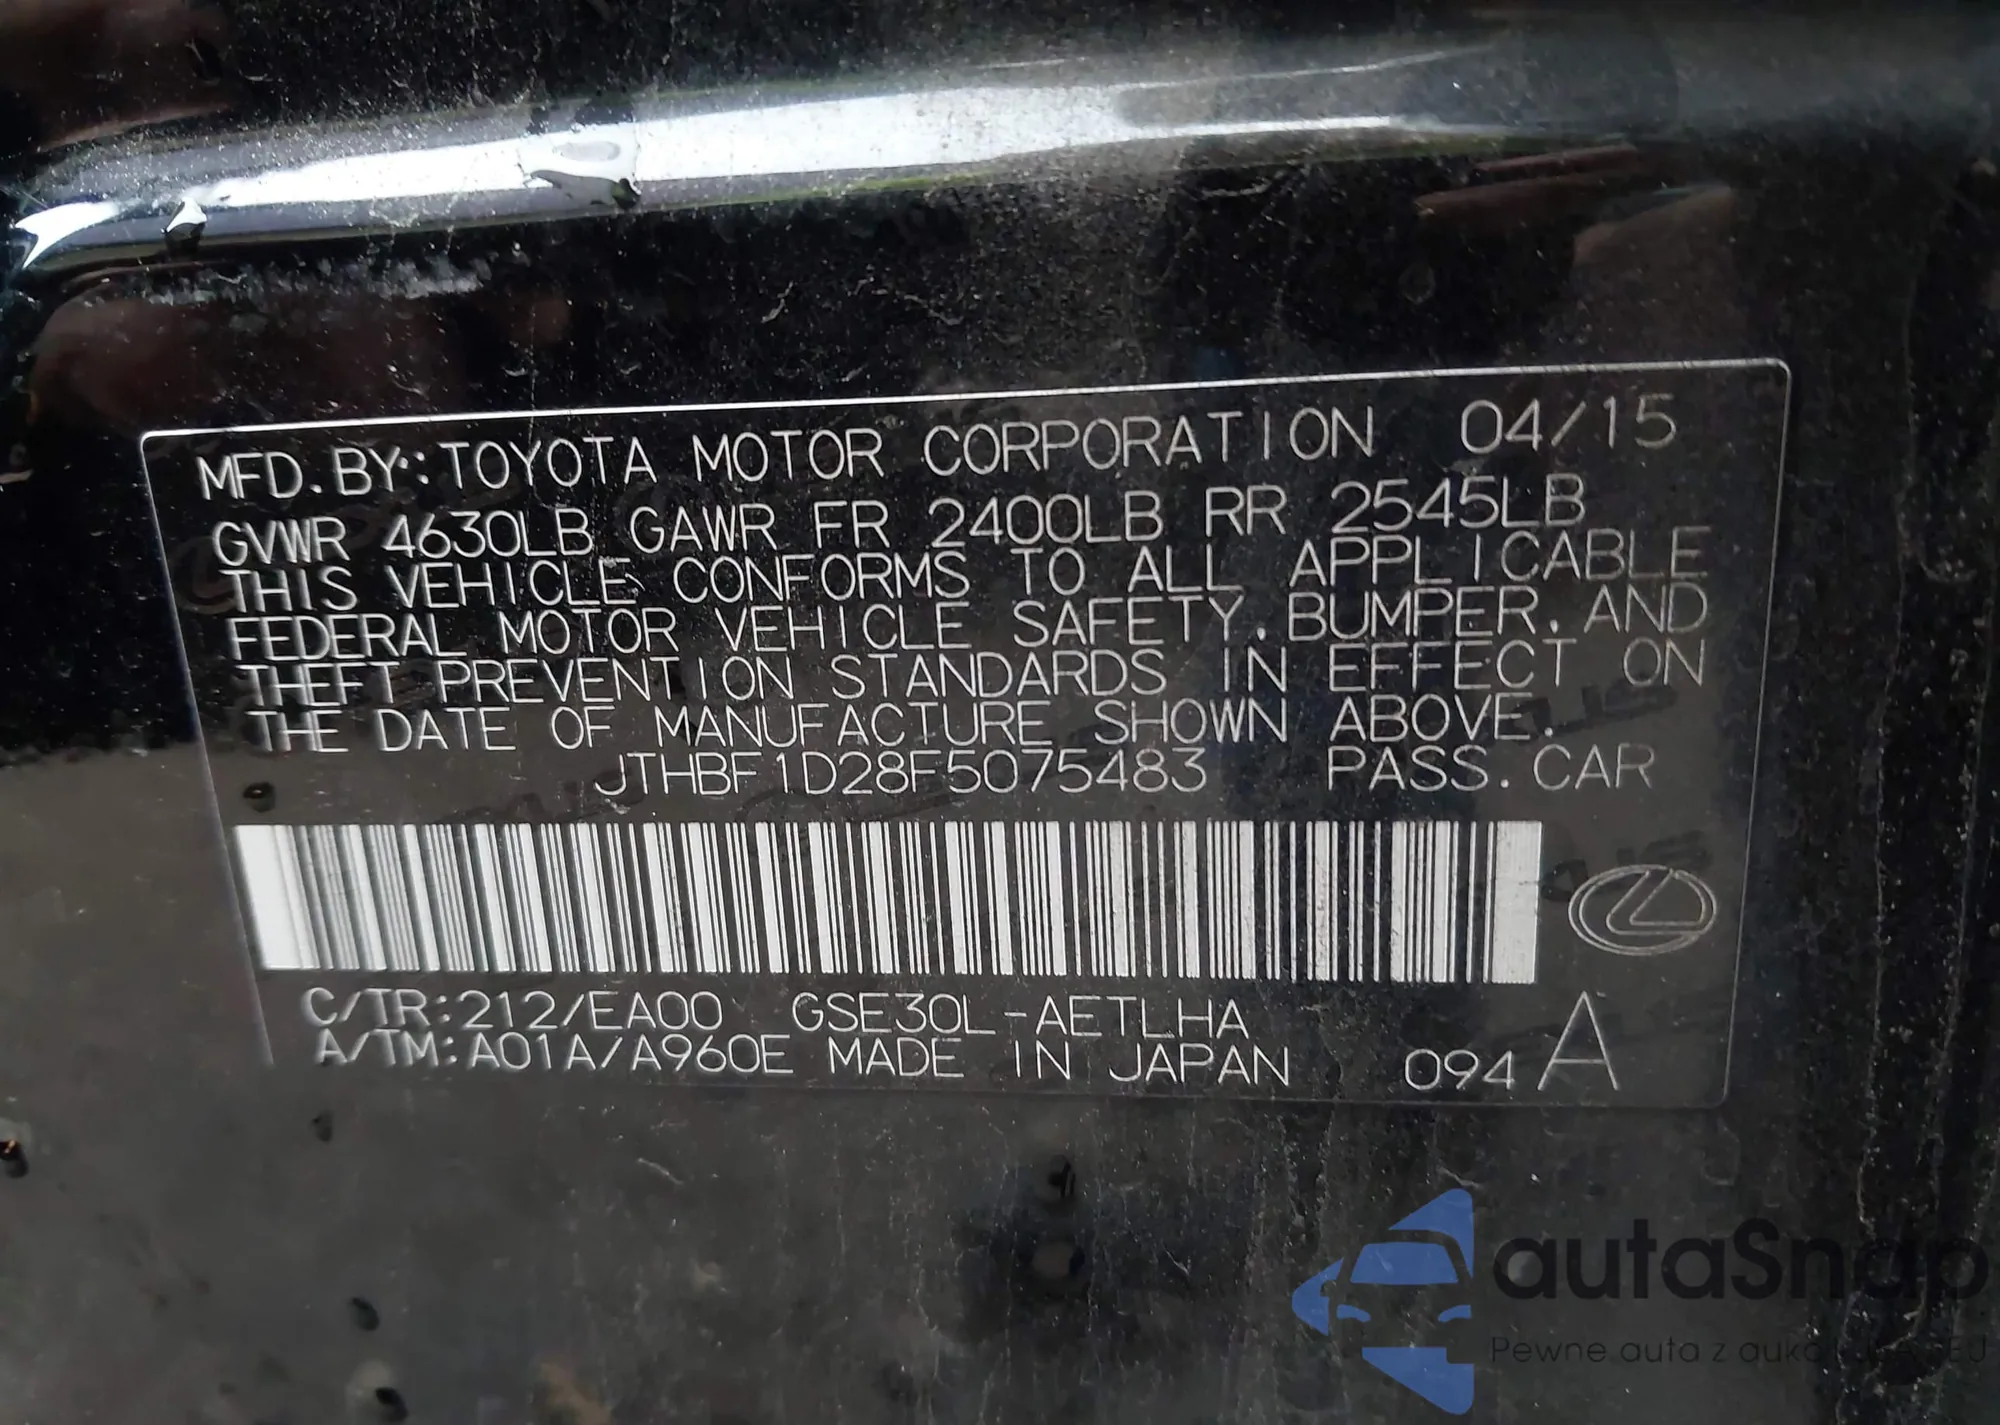 MFD. BY: TOYOTA MOTOR CORPORATION 04/15
GVWR 4630LB GAWR FR 2400LB RR 2545LB
THIS VEHICLE CONFORMS TO ALL APPLICABLE
FEDERAL MOTOR VEHICLE SAFETY, BUMPER, AND
THEFT PREVENTION STANDARDS IN EFFECT ON
THE DATE OF MANUFACTURE SHOWN ABOVE.
JTHBF1D28F5075483 PASS. CAR
C/TR:212/EA00 GSE30L-AETLHA
A/TM:A01A/A960E MADE IN JAPAN 094 A
autaSnap
Pewne auta z